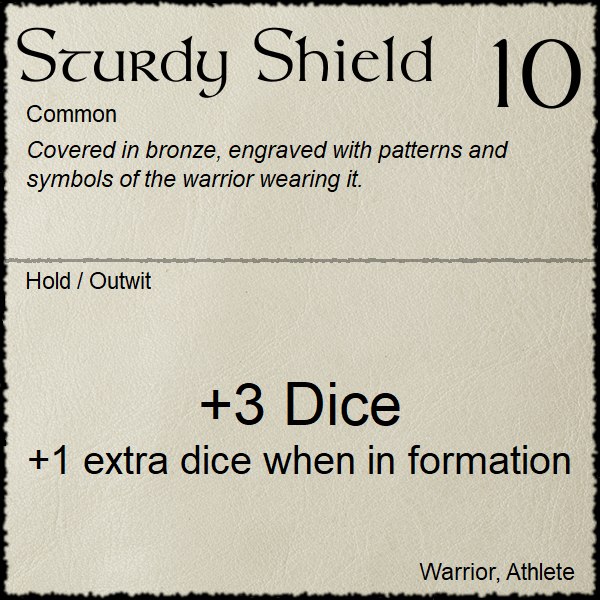 Sturdy Shield 10
Common
Covered in bronze, engraved with patterns and
symbols of the warrior wearing it.
Hold / Outwit
+3 Dice
+1 extra dice when in formation
Warrior, Athlete